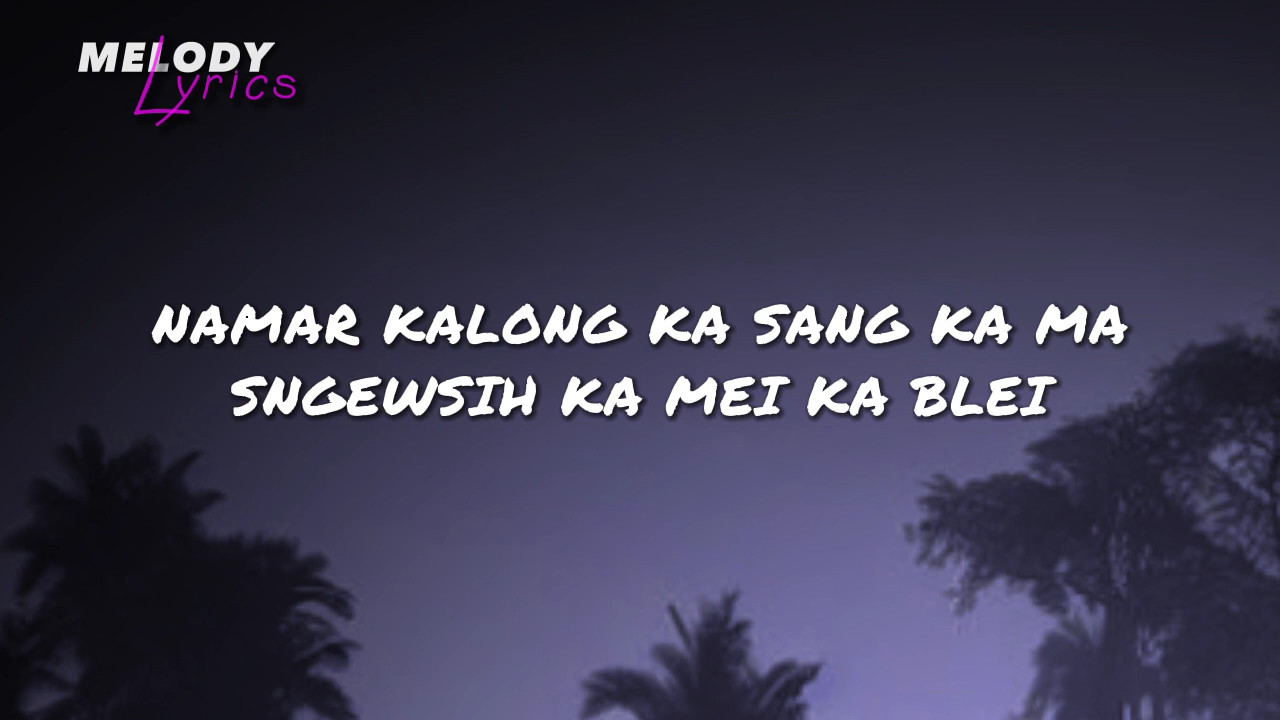 MELODY
Lyrics
NAMAR KALONG KA SANG KA MA
SNGEWSIH KA MEI KA BLEI